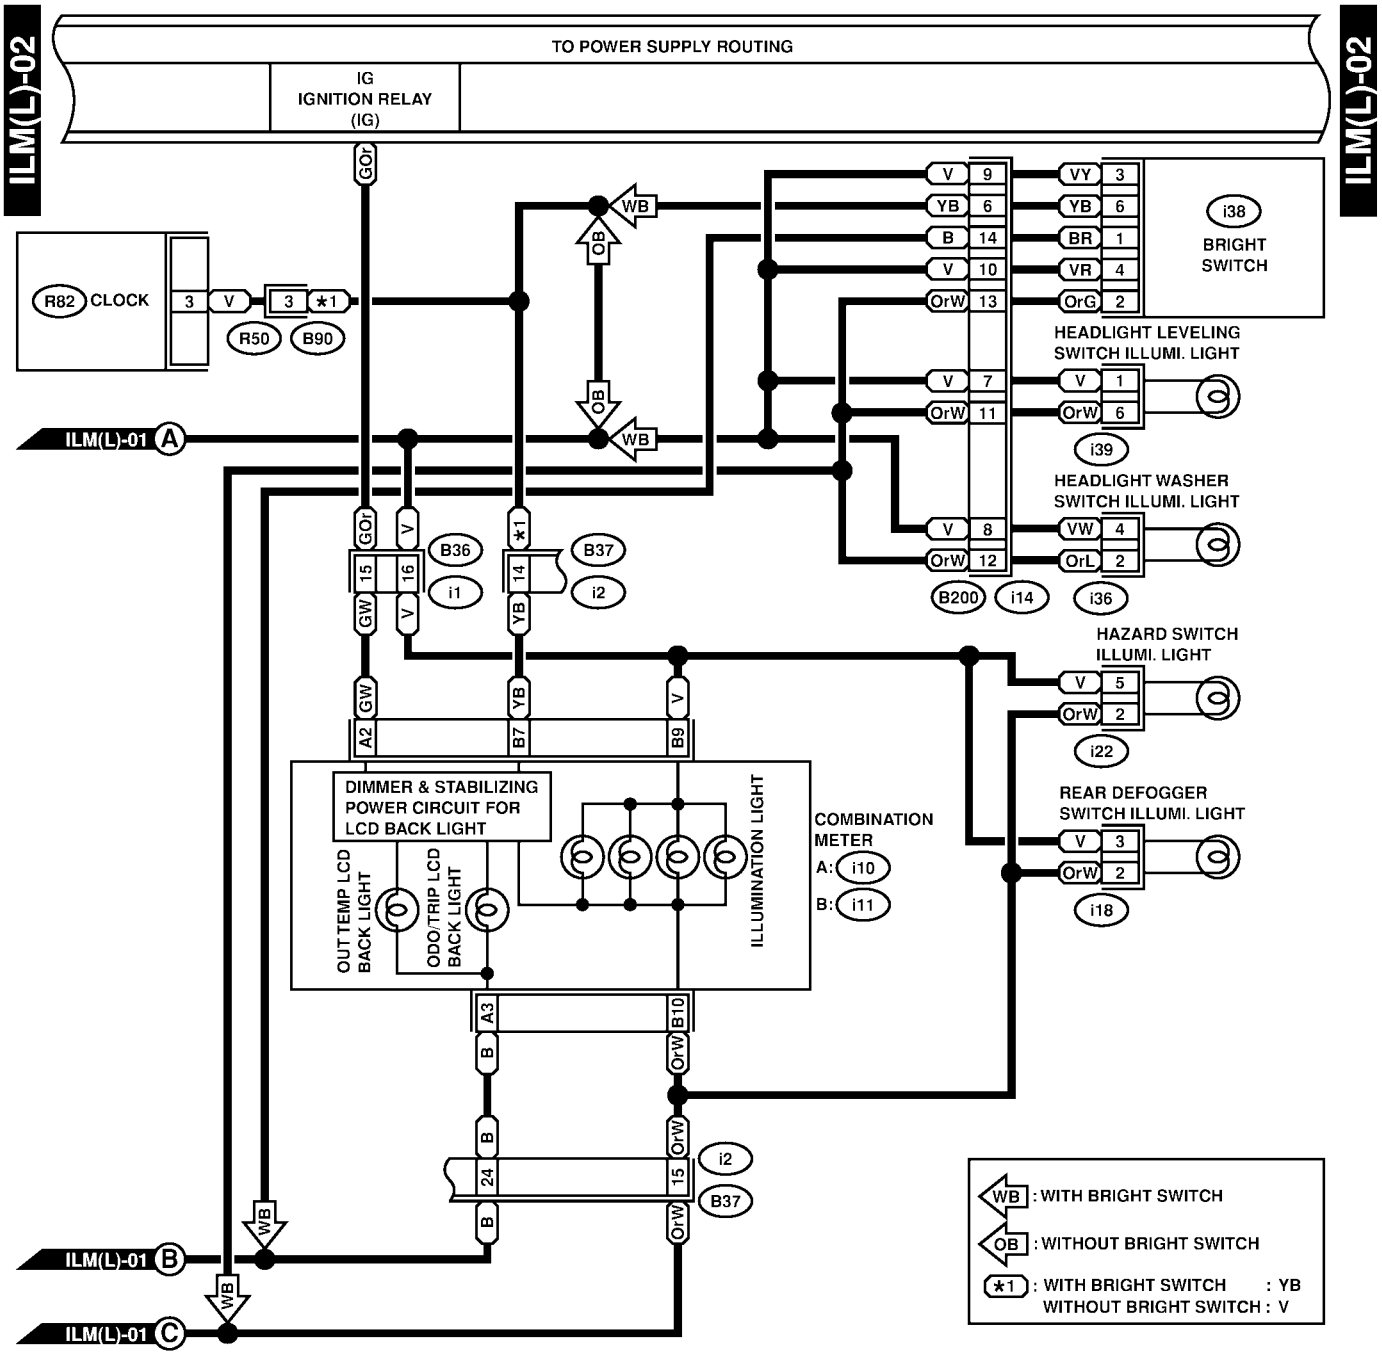 ILM(L)-02
ILM(L)-02
TO POWER SUPPLY ROUTING
IG
IGNITION RELAY
(IG)
GOr
V 9 VY 3
WB YB 6 YB 6
B 14 BR 1
V 10 VR 4
OrW 13 OrG 2
i38
BRIGHT
SWITCH
OB
R82 CLOCK 3 V 3 *1
R50 B90
HEADLIGHT LEVELING
SWITCH ILLUMI. LIGHT
V 7 V 1
OrW 11 OrW 6
OB
ILM(L)-01 A WB
i39
HEADLIGHT WASHER
SWITCH ILLUMI. LIGHT
V 8 VW 4
OrW 12 OrL 2
B200 i14 i36
GOr V *1
15 16 B36 14 B37
i1 i2
GW V YB
HAZARD SWITCH
ILLUMI. LIGHT
V 5
OrW 2
i22
GW YB V
A2 B7 B9
DIMMER & STABILIZING
POWER CIRCUIT FOR
LCD BACK LIGHT
OUT TEMP LCD
BACK LIGHT
ODO/TRIP LCD
BACK LIGHT
ILLUMINATION LIGHT
COMBINATION
METER
A: i10
B: i11
REAR DEFOGGER
SWITCH ILLUMI. LIGHT
V 3
OrW 2
i18
A3 B10
B OrW
B OrW
24 15 i2
B37
B OrW
WB
ILM(L)-01 B
WB
ILM(L)-01 C
WB : WITH BRIGHT SWITCH
OB : WITHOUT BRIGHT SWITCH
*1 : WITH BRIGHT SWITCH : YB
WITHOUT BRIGHT SWITCH : V